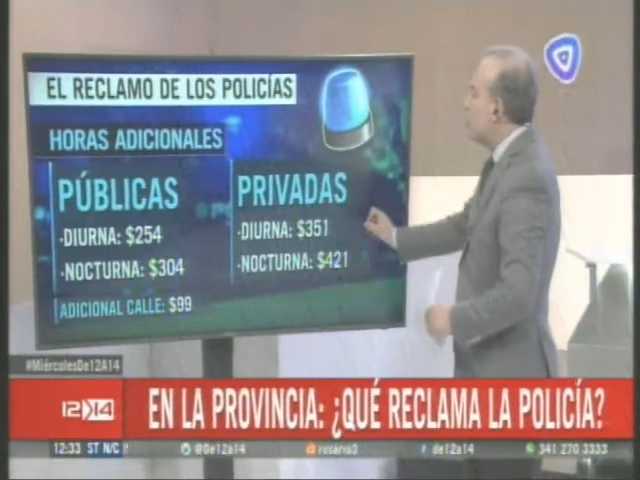 EL RECLAMO DE LOS POLICÍAS
HORAS ADICIONALES
PÚBLICAS
·DIURNA: $254
·NOCTURNA: $304
ADICIONAL CALLE: $99
PRIVADAS
·DIURNA: $351
·NOCTURNA: $421
#MiércolesDe12A14
12 14
EN LA PROVINCIA: ¿QUÉ RECLAMA LA POLICÍA?
12:33 ST N/C
@De12a14
rosario3
de12a14
341 270 3333